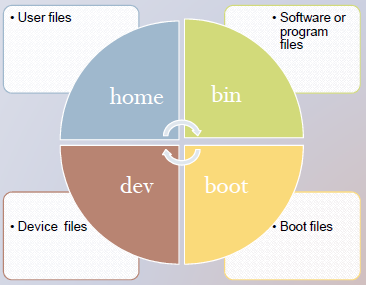 • User files
• Software or
program
files
home
bin
dev
boot
• Device files
• Boot files